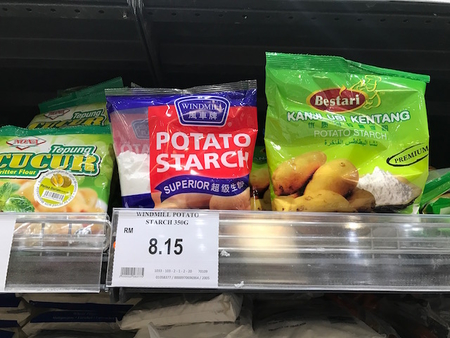 Tepung
CUCUR
WINDMILL
風車牌
POTATO
STARCH
SUPERIOR 超級生粉
Bestari
KANJI UBI KENTANG
POTATO STARCH
PREMIUM
WINDMILL POTATO
STARCH 350G
RM
8.15